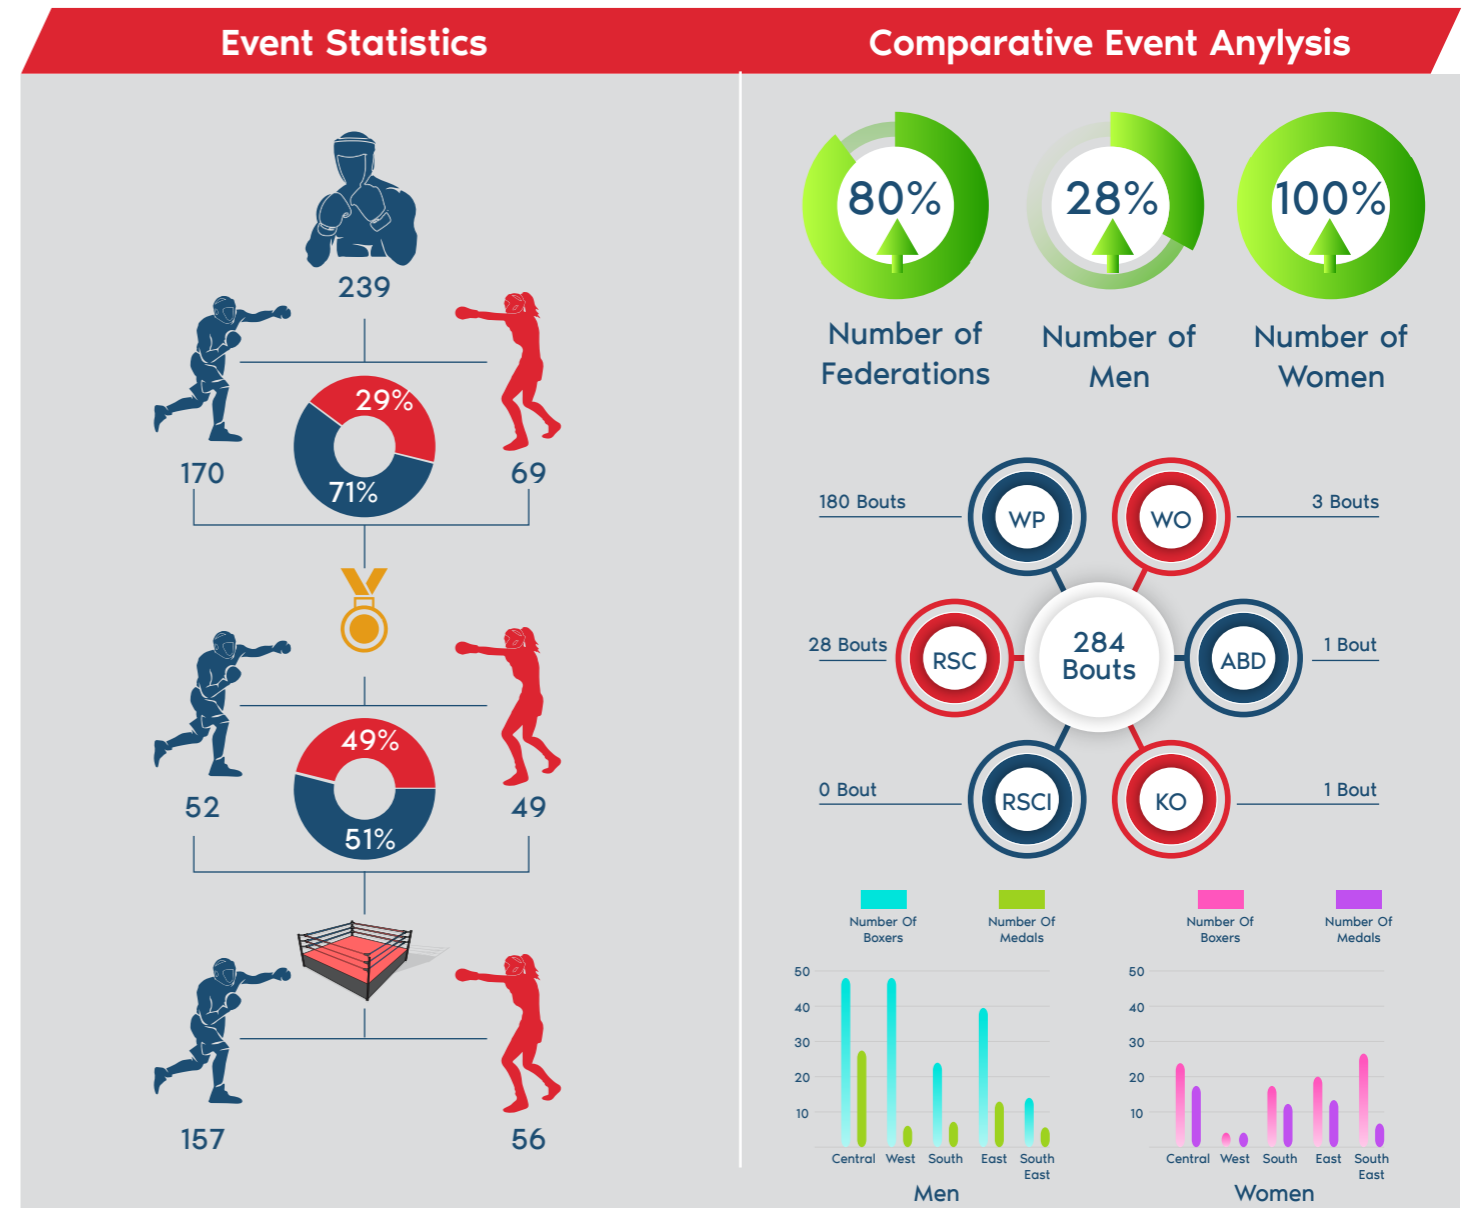 Event Statistics
Comparative Event Anylysis
239
170
69
29%
71%
52
49
49%
51%
157
56
80%
28%
100%
Number of
Federations
Number of
Men
Number of
Women
180 Bouts
WP
WO
3 Bouts
28 Bouts
RSC
284
Bouts
ABD
1 Bout
0 Bout
RSCI
KO
1 Bout
Number Of
Boxers
Number Of
Medals
Number Of
Boxers
Number Of
Medals
50
40
30
20
10
Central West South East South
East
Men
50
40
30
20
10
Central West South East South
East
Women